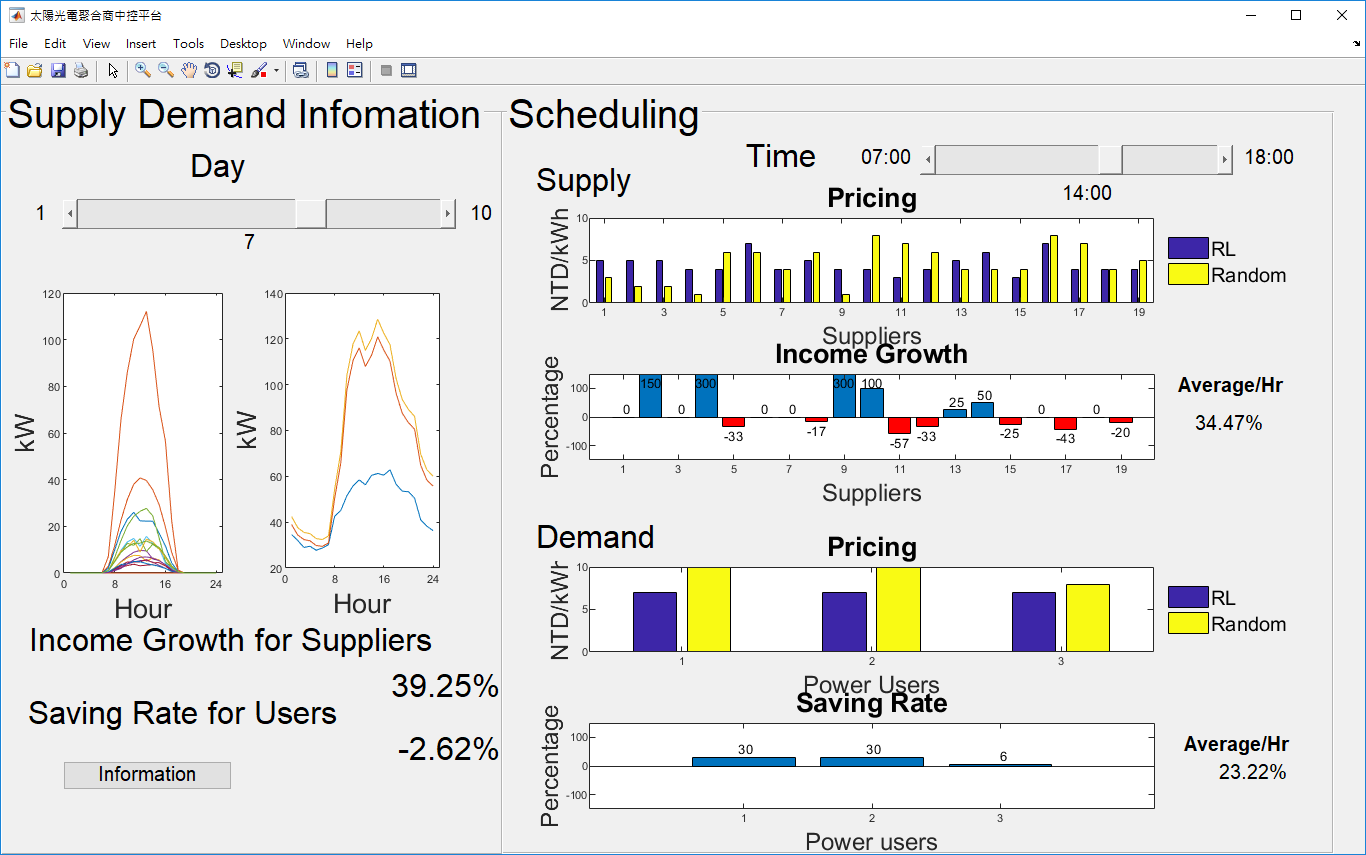 太陽光電聚合商中控平台
File Edit View Insert Tools Desktop Window Help
Supply Demand Infomation
Day
1
10
7
120
100
80
60
40
20
0
kW
0 8 16 24
Hour
140
120
100
80
60
40
20
kW
0 8 16 24
Hour
Income Growth for Suppliers
39.25%
Saving Rate for Users
-2.62%
Information
Scheduling
Time
07:00
18:00
14:00
Supply
Pricing
NTD/kWh
10
5
0
1 3 5 7 9 11 13 15 17 19
Suppliers
RL
Random
Income Growth
Percentage
100
0
-100
0 150 0 300 -33 0 0 -17 300 100 -57 -33 25 50 -25 0 -43 0 -20
1 3 5 7 9 11 13 15 17 19
Suppliers
Average/Hr
34.47%
Demand
Pricing
NTD/kWh
10
5
0
1 2 3
Power Users
RL
Random
Saving Rate
Percentage
100
0
-100
30 30 6
1 2 3
Power users
Average/Hr
23.22%